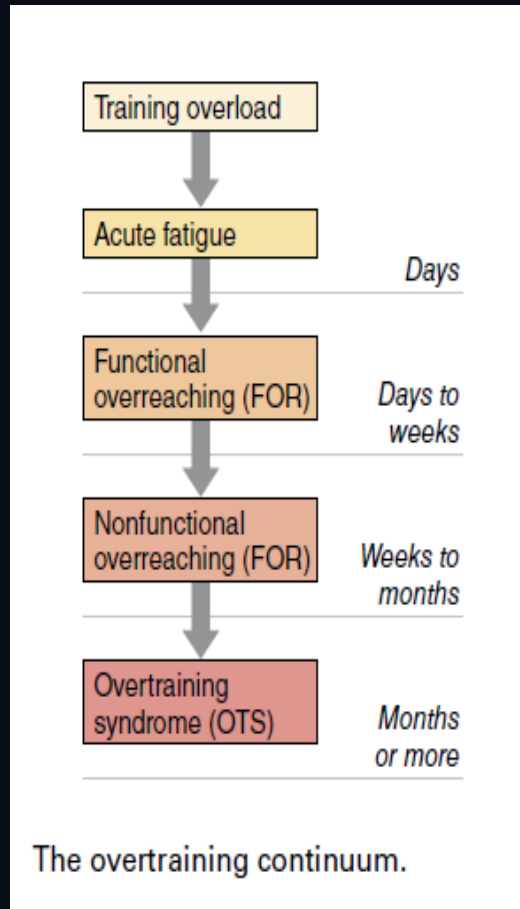 Training overload
Acute fatigue
Days
Functional
overreaching (FOR)
Days to
weeks
Nonfunctional
overreaching (FOR)
Weeks to
months
Overtraining
syndrome (OTS)
Months
or more
The overtraining continuum.